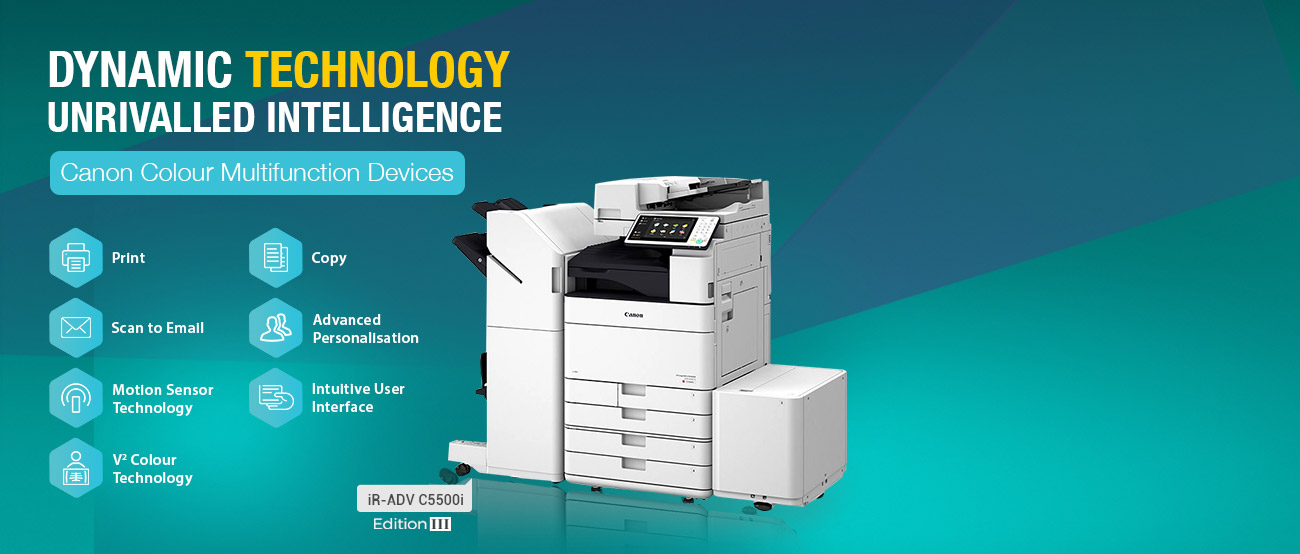 DYNAMIC TECHNOLOGY
UNRIVALLED INTELLIGENCE
Canon Colour Multifunction Devices
Print
Copy
Scan to Email
Advanced
Personalisation
Motion Sensor
Technology
Intuitive User
Interface
V² Colour
Technology
Canon
iR-ADV C5500i
Edition III